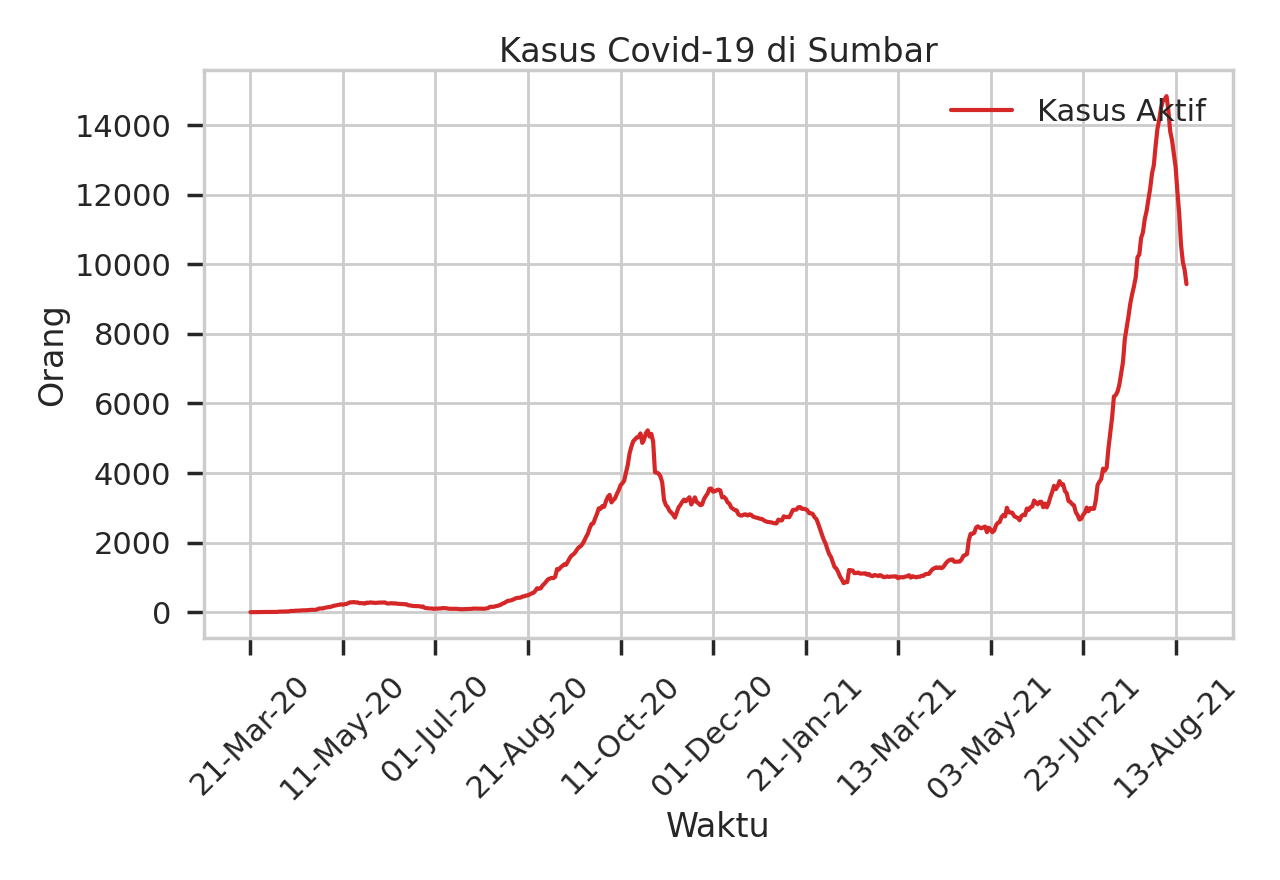 Kasus Covid-19 di Sumbar
Kasus Aktif
14000
12000
10000
8000
6000
4000
2000
0
Orang
21-Mar-20
11-May-20
01-Jul-20
21-Aug-20
11-Oct-20
01-Dec-20
21-Jan-21
13-Mar-21
03-May-21
23-Jun-21
13-Aug-21
Waktu